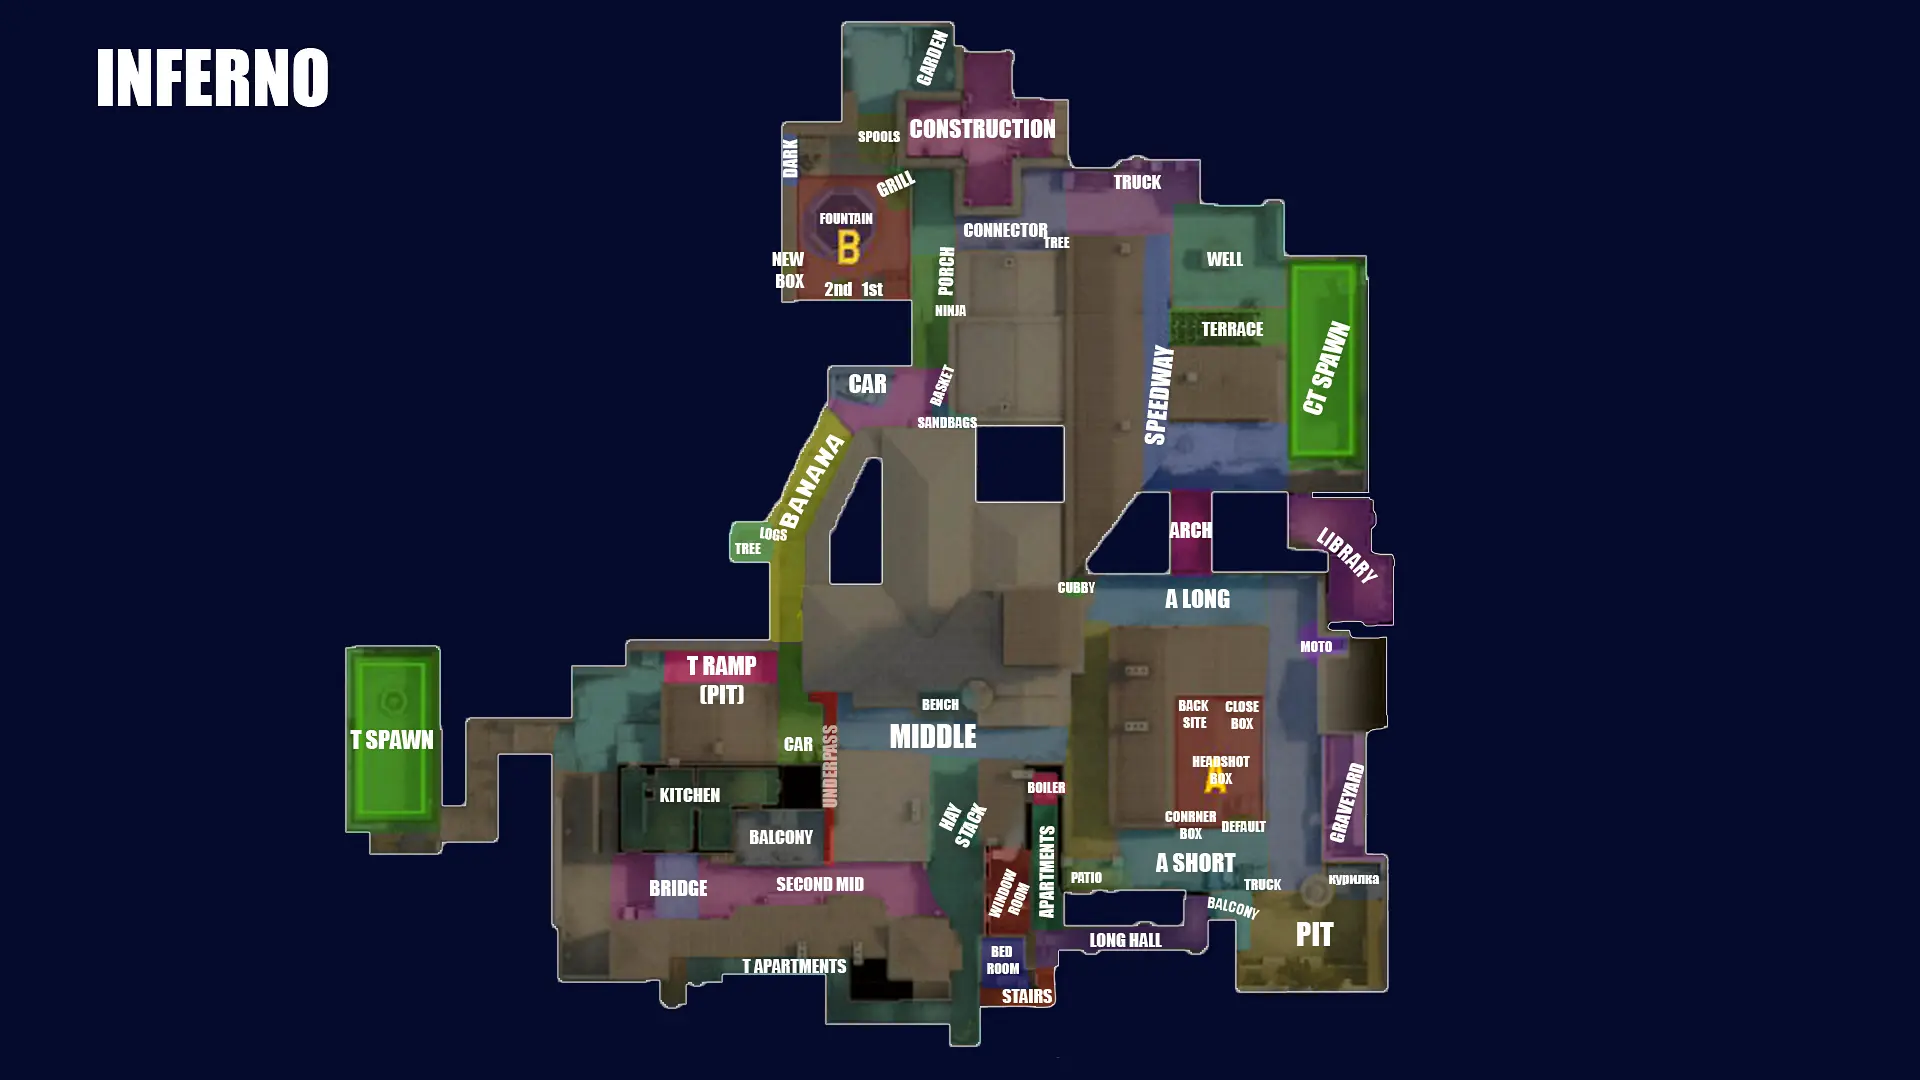 INFERNO
GARDEN
SPOOLS
CONSTRUCTION
DARK
GRILL
TRUCK
FOUNTAIN
B
CONNECTOR
TREE
NEW
BOX
2nd 1st
PORCH
NINJA
WELL
TERRACE
CT SPAWN
SPEEDWAY
CAR
BASKET
SANDBAGS
BANANA
LOGS
TREE
ARCH
LIBRARY
CUBBY
A LONG
MOTO
T RAMP
(PIT)
T SPAWN
BENCH
MIDDLE
CAR
UNDERPASS
BACK
SITE
CLOSE
BOX
HEADSHOT
BOX
A
KITCHEN
BOILER
BALCONY
HAY
STACK
APARTMENTS
CONRNER
BOX
DEFAULT
GRAVEYARD
A SHORT
BRIDGE
SECOND MID
WINDOW
ROOM
PATIO
TRUCK
курилка
BALCONY
PIT
LONG HALL
BED
ROOM
T APARTMENTS
STAIRS